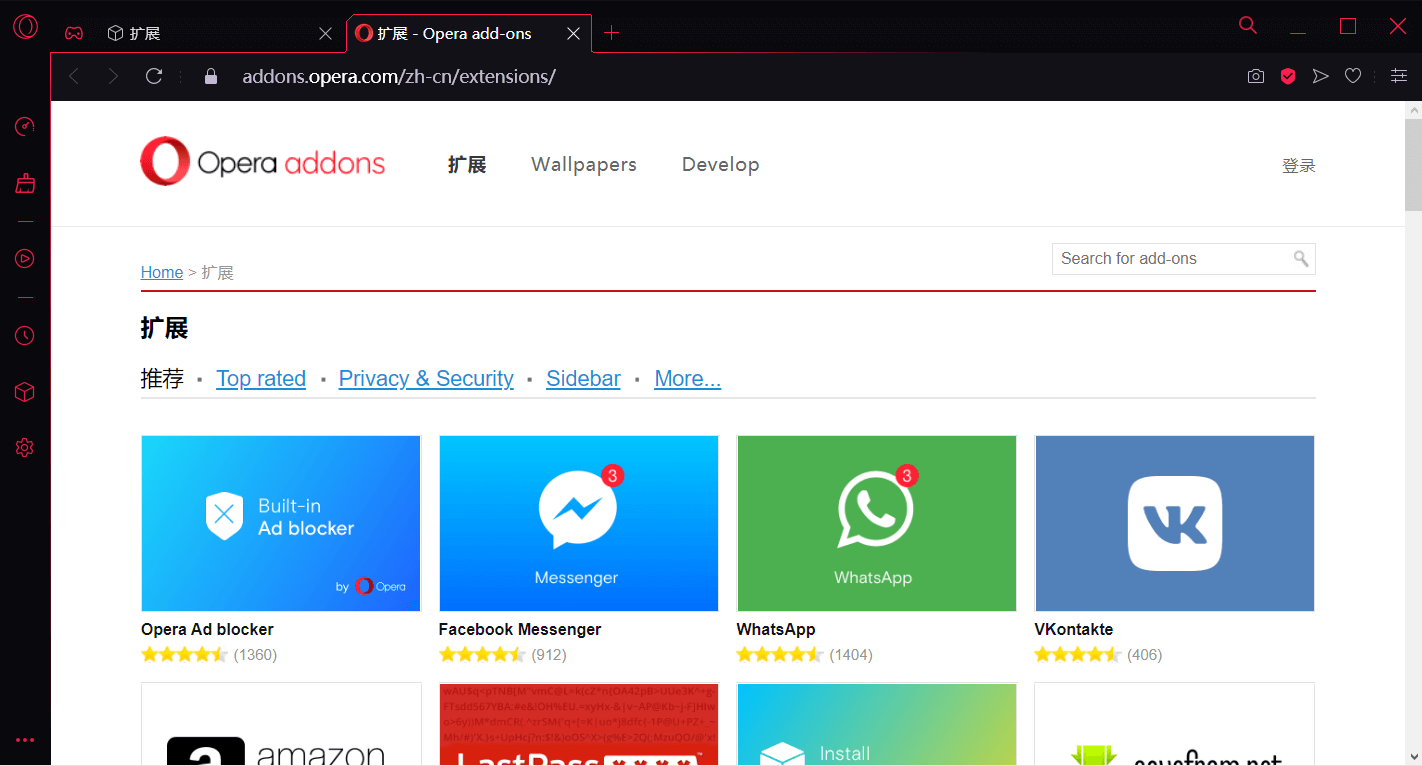 扩展
扩展 - Opera add-ons
addons.opera.com/zh-cn/extensions/
Opera addons
扩展 Wallpapers Develop
登录
Home > 扩展
Search for add-ons
扩展
推荐 · Top rated · Privacy & Security · Sidebar · More...
Built-in
Ad blocker
by Opera
3
Messenger
3
WhatsApp
VK
Opera Ad blocker
(1360)
Facebook Messenger
(912)
WhatsApp
(1404)
VKontakte
(406)
a
amazon
LastPass
Install
savefrom.net